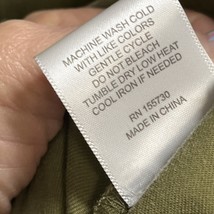 MACHINE WASH COLD
WITH LIKE COLORS
GENTLE CYCLE
DO NOT BLEACH
TUMBLE DRY LOW HEAT
COOL IRON IF NEEDED
RN 155730
MADE IN CHINA